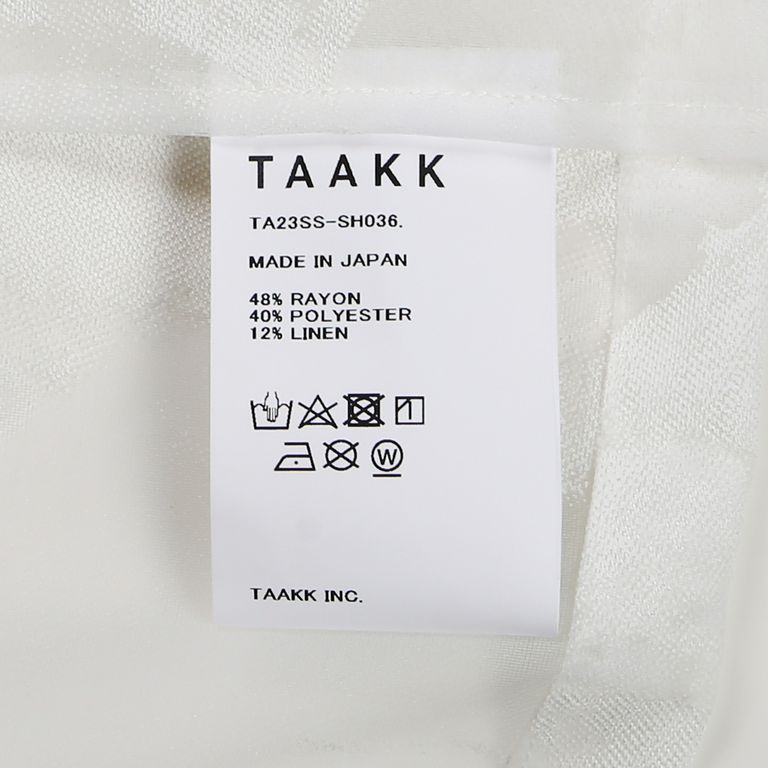 TAAKK
TA23SS-SH036.
MADE IN JAPAN
48% RAYON
40% POLYESTER
12% LINEN
W
TAAKK INC.